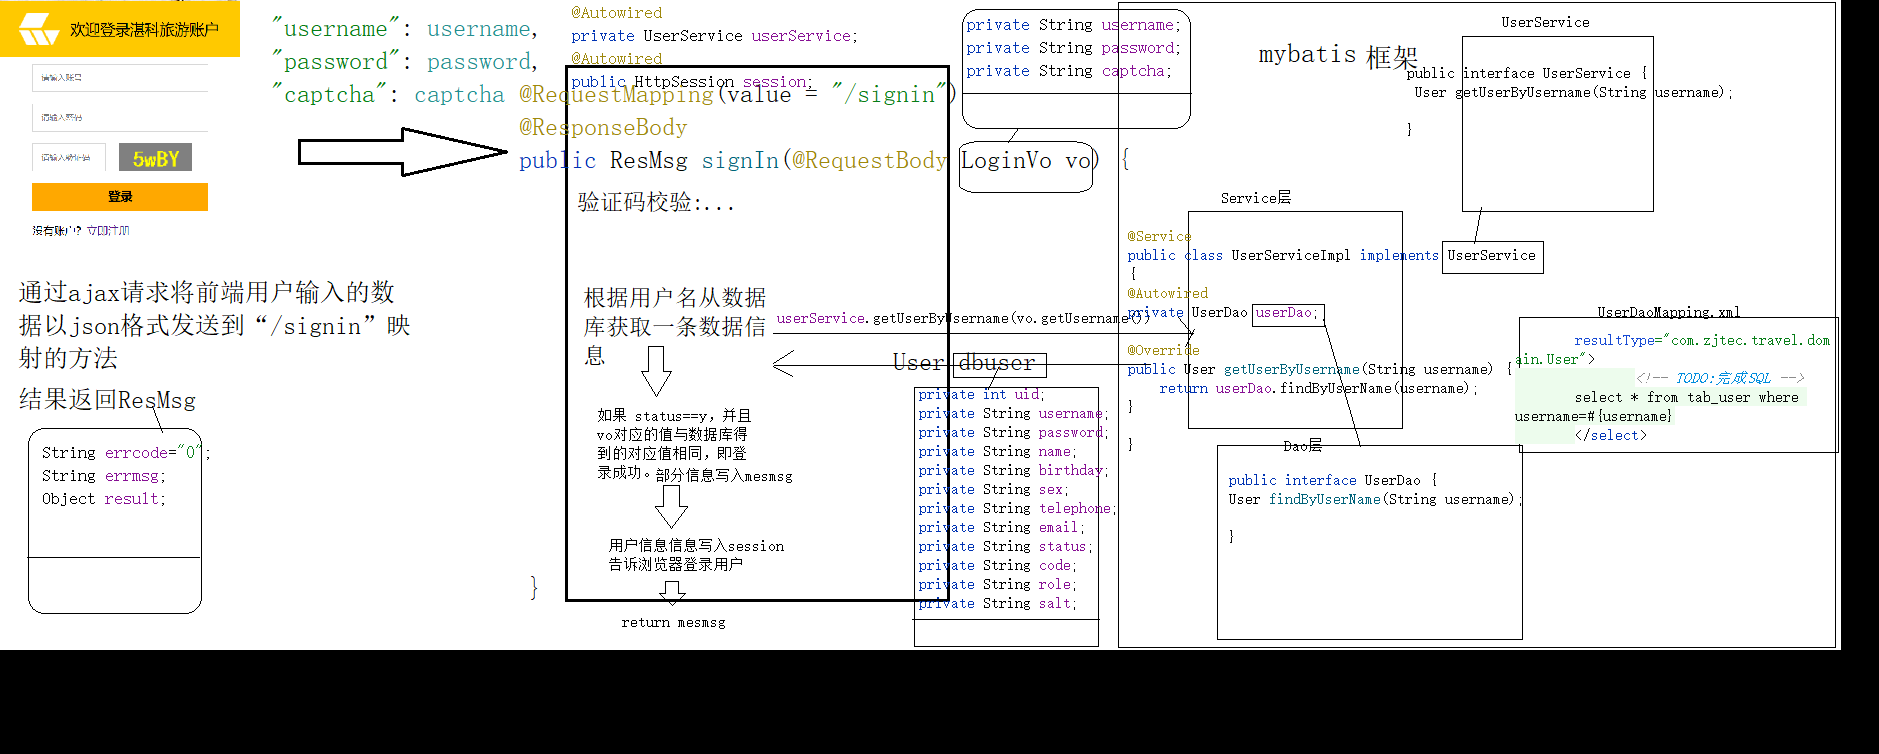 欢迎登录湛科旅游账户
请输入账号
请输入密码
请输入验证码
5wBY
登录
没有账户? 立即注册
"username": username,
"password": password,
"captcha": captcha
通过ajax请求将前端用户输入的数
据以json格式发送到“/signin”映
射的方法
结果返回ResMsg
String errcode="0";
String errmsg;
Object result;
@Autowired
private UserService userService;
@Autowired
public HttpSession session;
@RequestMapping(value = "/signin")
@ResponseBody
public ResMsg signIn(@RequestBody LoginVo vo) {
验证码校验:...
根据用户名从数据
库获取一条数据信
息
如果 status==y，并且
vo对应的值与数据库得
到的对应值相同，即登
录成功。部分信息写入mesmsg
用户信息信息写入session
告诉浏览器登录用户
return mesmsg
}
private String username;
private String password;
private String captcha;
userService.getUserByUsername(vo.getUsername())
User dbuser
private int uid;
private String username;
private String password;
private String name;
private String birthday;
private String sex;
private String telephone;
private String email;
private String status;
private String code;
private String role;
private String salt;
mybatis 框架
UserService
public interface UserService {
User getUserByUsername(String username);
}
Service层
@Service
public class UserServiceImpl implements UserService
{
@Autowired
private UserDao userDao;
@Override
public User getUserByUsername(String username) {
return userDao.findByUserName(username);
}
}
Dao层
public interface UserDao {
User findByUserName(String username);
}
UserDaoMapping.xml
resultType="com.zjtec.travel.dom
ain.User">
<!-- TODO:完成SQL -->
select * from tab_user where
username=#{username}
</select>